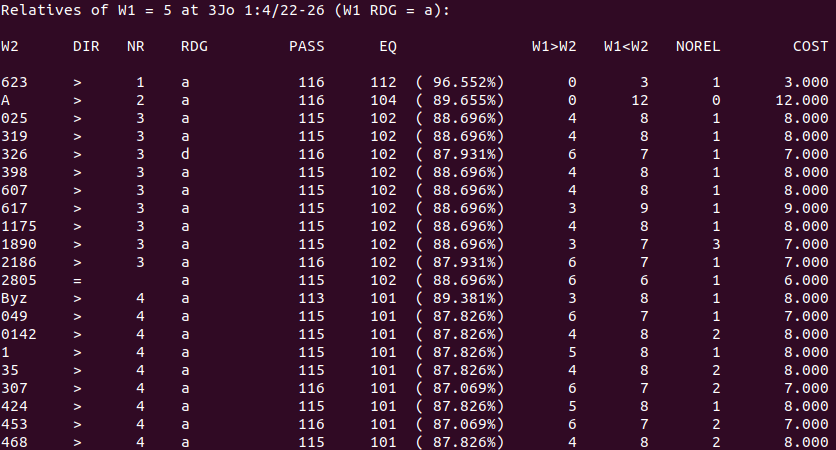 Relatives of W1 = 5 at 3Jo 1:4/22-26 (W1 RDG = a):
W2 DIR NR RDG PASS EQ W1>W2 W1<W2 NOREL COST
623 > 1 a 116 112 ( 96.552%) 0 3 1 3.000
A > 2 a 116 104 ( 89.655%) 0 12 0 12.000
025 > 3 a 115 102 ( 88.696%) 4 8 1 8.000
319 > 3 a 115 102 ( 88.696%) 4 8 1 8.000
326 > 3 d 116 102 ( 87.931%) 6 7 1 7.000
398 > 3 a 115 102 ( 88.696%) 4 8 1 8.000
607 > 3 a 115 102 ( 88.696%) 4 8 1 8.000
617 > 3 a 115 102 ( 88.696%) 3 9 1 9.000
1175 > 3 a 115 102 ( 88.696%) 4 8 1 8.000
1890 > 3 a 115 102 ( 88.696%) 3 7 3 7.000
2186 > 3 a 116 102 ( 87.931%) 6 7 1 7.000
2805 = a 115 102 ( 88.696%) 6 6 1 6.000
Byz > 4 a 113 101 ( 89.381%) 3 8 1 8.000
049 > 4 a 115 101 ( 87.826%) 6 7 1 7.000
0142 > 4 a 115 101 ( 87.826%) 4 8 2 8.000
1 > 4 a 115 101 ( 87.826%) 5 8 1 8.000
35 > 4 a 115 101 ( 87.826%) 4 8 2 8.000
307 > 4 a 116 101 ( 87.069%) 6 7 2 7.000
424 > 4 a 115 101 ( 87.826%) 5 8 1 8.000
453 > 4 a 116 101 ( 87.069%) 6 7 2 7.000
468 > 4 a 115 101 ( 87.826%) 4 8 2 8.000